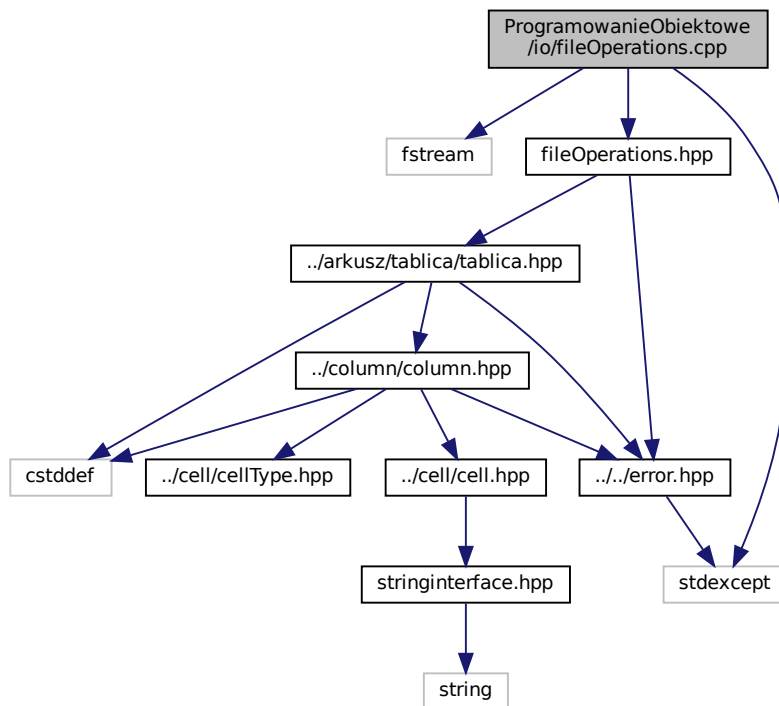 ProgramowanieObiektowe
/io/fileOperations.cpp
fstream
fileOperations.hpp
../arkusz/tablica/tablica.hpp
../column/column.hpp
cstddef
../cell/cellType.hpp
../cell/cell.hpp
../../error.hpp
stringinterface.hpp
stdexcept
string